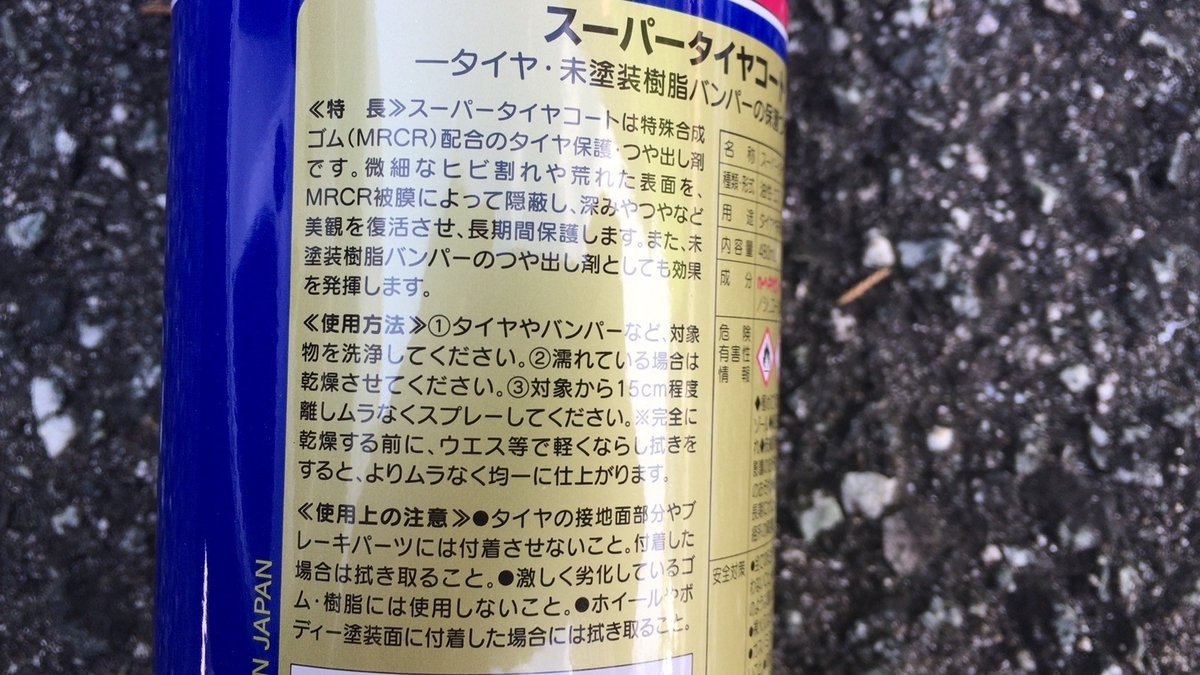 スーパータイヤコート
―タイヤ・未塗装樹脂バンパーの保護
≪特 長≫スーパータイヤコートは特殊合成
ゴム(MRCR)配合のタイヤ保護・つや出し剤
です。微細なヒビ割れや荒れた表面を、
MRCR被膜によって隠蔽し、深みやつやなど
美観を復活させ、長期間保護します。また、未
塗装樹脂バンパーのつや出し剤としても効果
を発揮します。
≪使用方法≫①タイヤやバンパーなど、対象
物を洗浄してください。②濡れている場合は
乾燥させてください。③対象から15cm程度
離しムラなくスプレーしてください。※完全に
乾燥する前に、ウエス等で軽くならし拭きを
すると、よりムラなく均一に仕上がります。
≪使用上の注意≫●タイヤの接地面部分やブ
レーキパーツには付着させないこと。付着した
場合は拭き取ること。●激しく劣化しているゴ
ム・樹脂には使用しないこと。●ホイールやボ
ディー塗装面に付着した場合には拭き取ること。
名 称 スーパー
種類・形式
用 途 タイヤ
内容量 480mL
成 分
危 険
有害性
情 報
安全対策
N JAPAN